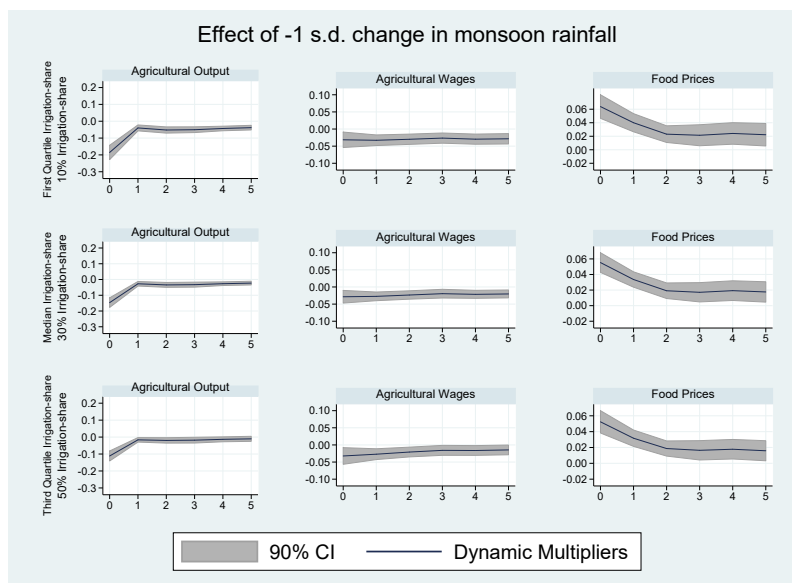 Effect of -1 s.d. change in monsoon rainfall
First Quartile Irrigation-share
10% Irrigation-share
Agricultural Output
0.2
0.1
0.0
-0.1
-0.2
-0.3
0 1 2 3 4 5
Agricultural Wages
0.10
0.05
0.00
-0.05
-0.10
0 1 2 3 4 5
Food Prices
0.06
0.04
0.02
0.00
-0.02
0 1 2 3 4 5
Median Irrigation-share
30% Irrigation-share
Agricultural Output
0.2
0.1
0.0
-0.1
-0.2
-0.3
0 1 2 3 4 5
Agricultural Wages
0.10
0.05
0.00
-0.05
-0.10
0 1 2 3 4 5
Food Prices
0.06
0.04
0.02
0.00
-0.02
0 1 2 3 4 5
Third Quartile Irrigation-share
50% Irrigation-share
Agricultural Output
0.2
0.1
0.0
-0.1
-0.2
-0.3
0 1 2 3 4 5
Agricultural Wages
0.10
0.05
0.00
-0.05
-0.10
0 1 2 3 4 5
Food Prices
0.06
0.04
0.02
0.00
-0.02
0 1 2 3 4 5
90% CI Dynamic Multipliers